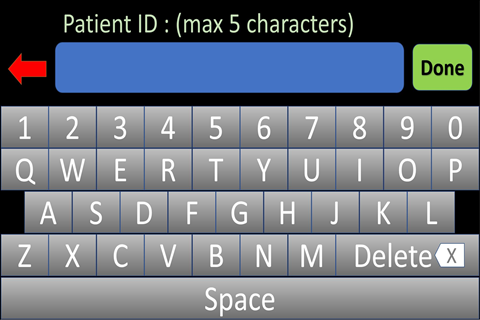 Patient ID : (max 5 characters)
Done
1 2 3 4 5 6 7 8 9 0
Q W E R T Y U I O P
A S D F G H J K L
Z X C V B N M Delete X
Space